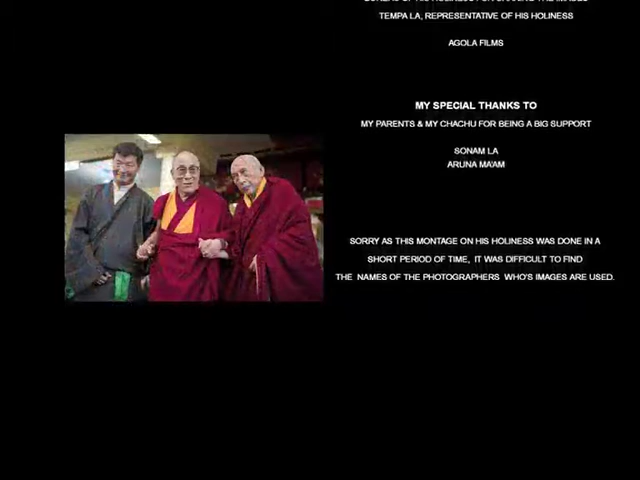 TEMPA LA, REPRESENTATIVE OF HIS HOLINESS
AGOLA FILMS
MY SPECIAL THANKS TO
MY PARENTS & MY CHACHU FOR BEING A BIG SUPPORT
SONAM LA
ARUNA MA'AM
SORRY AS THIS MONTAGE ON HIS HOLINESS WAS DONE IN A
SHORT PERIOD OF TIME, IT WAS DIFFICULT TO FIND
THE NAMES OF THE PHOTOGRAPHERS WHO'S IMAGES ARE USED.